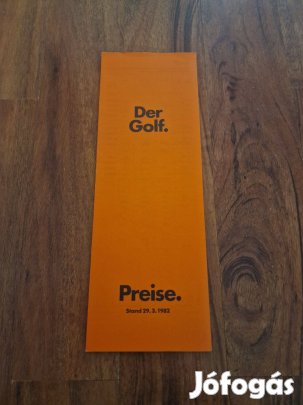 Der
Golf.
Preise.
Stand 29. 3. 1982
Jófogás